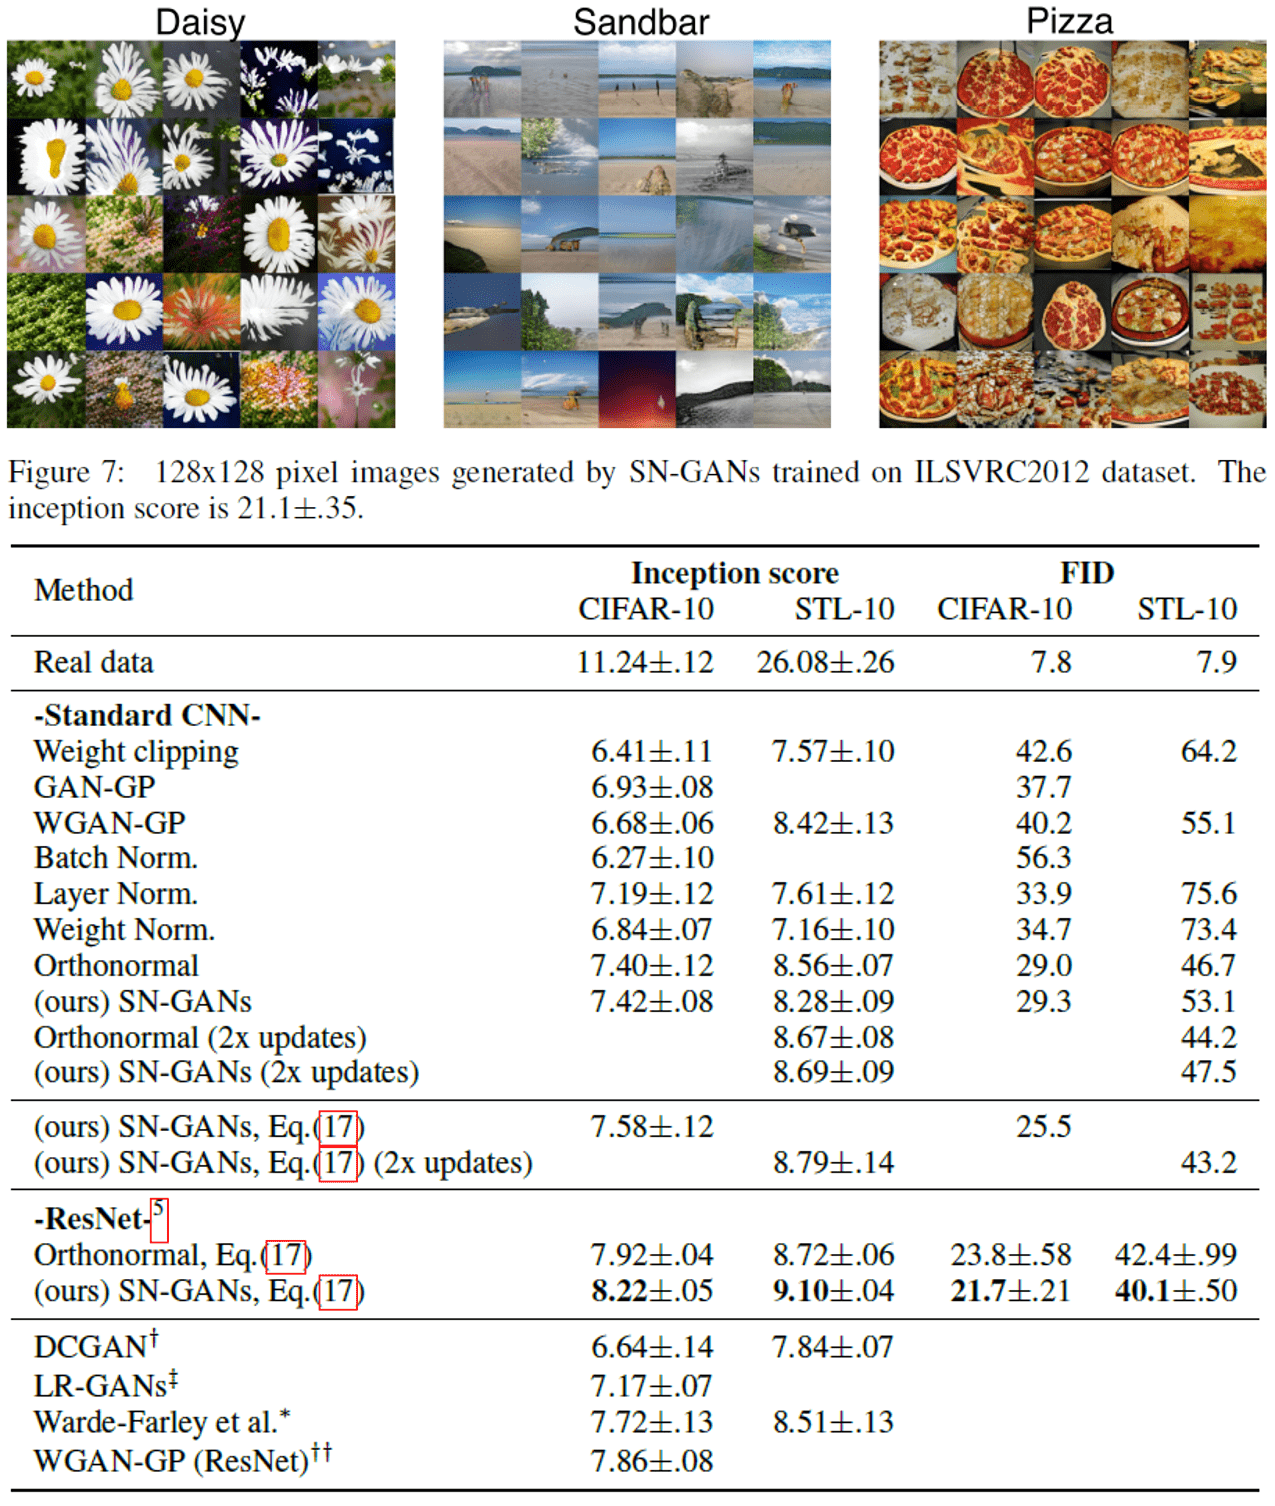 Daisy
Sandbar
Pizza
Figure 7: 128x128 pixel images generated by SN-GANs trained on ILSVRC2012 dataset. The
inception score is 21.1±.35.
Method Inception score FID
CIFAR-10 STL-10 CIFAR-10 STL-10
Real data 11.24±.12 26.08±.26 7.8 7.9
-Standard CNN-
Weight clipping 6.41±.11 7.57±.10 42.6 64.2
GAN-GP 6.93±.08 37.7
WGAN-GP 6.68±.06 8.42±.13 40.2 55.1
Batch Norm. 6.27±.10 56.3
Layer Norm. 7.19±.12 7.61±.12 33.9 75.6
Weight Norm. 6.84±.07 7.16±.10 34.7 73.4
Orthonormal 7.40±.12 8.56±.07 29.0 46.7
(ours) SN-GANs 7.42±.08 8.28±.09 29.3 53.1
Orthonormal (2x updates) 8.67±.08 44.2
(ours) SN-GANs (2x updates) 8.69±.09 47.5
(ours) SN-GANs, Eq.(17) 7.58±.12 25.5
(ours) SN-GANs, Eq.(17) (2x updates) 8.79±.14 43.2
-ResNet-⁵
Orthonormal, Eq.(17) 7.92±.04 8.72±.06 23.8±.58 42.4±.99
(ours) SN-GANs, Eq.(17) 8.22±.05 9.10±.04 21.7±.21 40.1±.50
DCGAN† 6.64±.14 7.84±.07
LR-GANs‡ 7.17±.07
Warde-Farley et al.* 7.72±.13 8.51±.13
WGAN-GP (ResNet)†† 7.86±.08